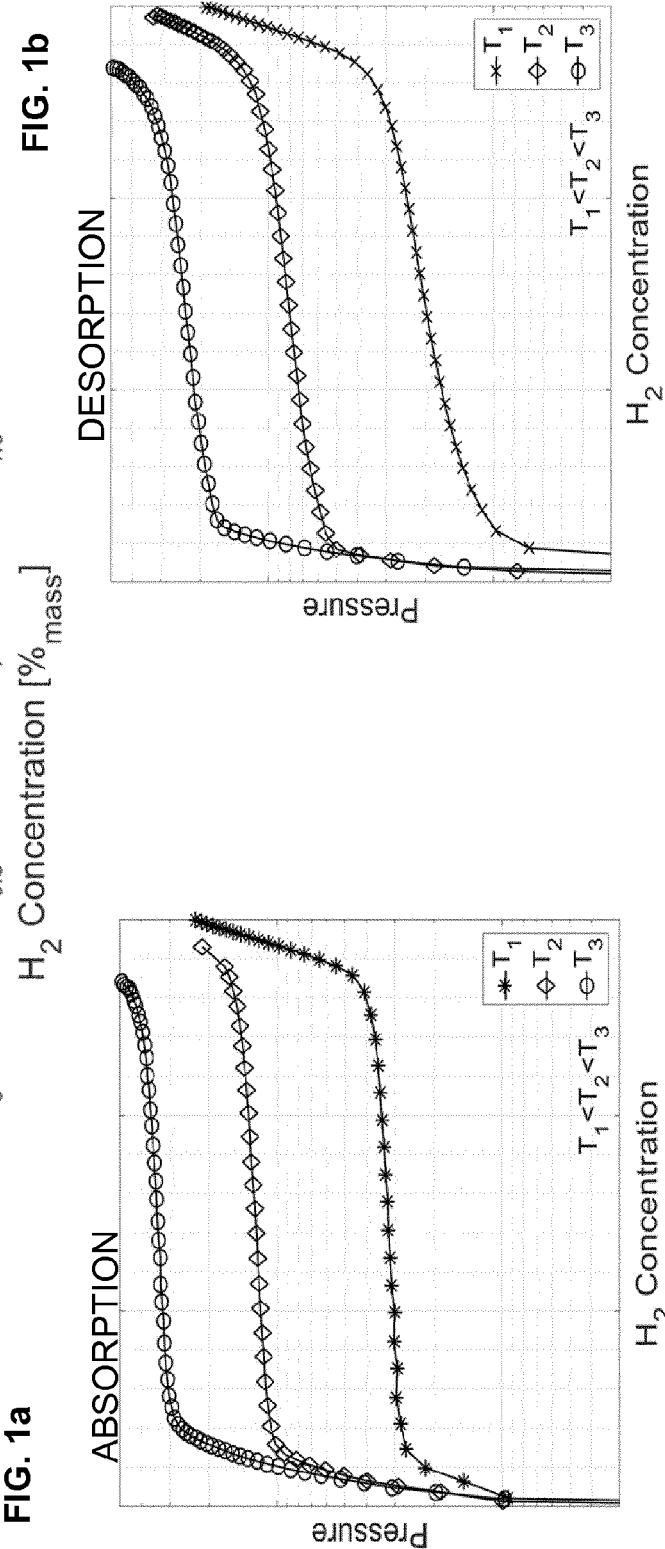 FIG. 1a
ABSORPTION
Pressure
T1
T2
T3
T1<T2<T3
H2 Concentration
H2 Concentration [%mass]
FIG. 1b
DESORPTION
Pressure
T1
T2
T3
T1<T2<T3
H2 Concentration